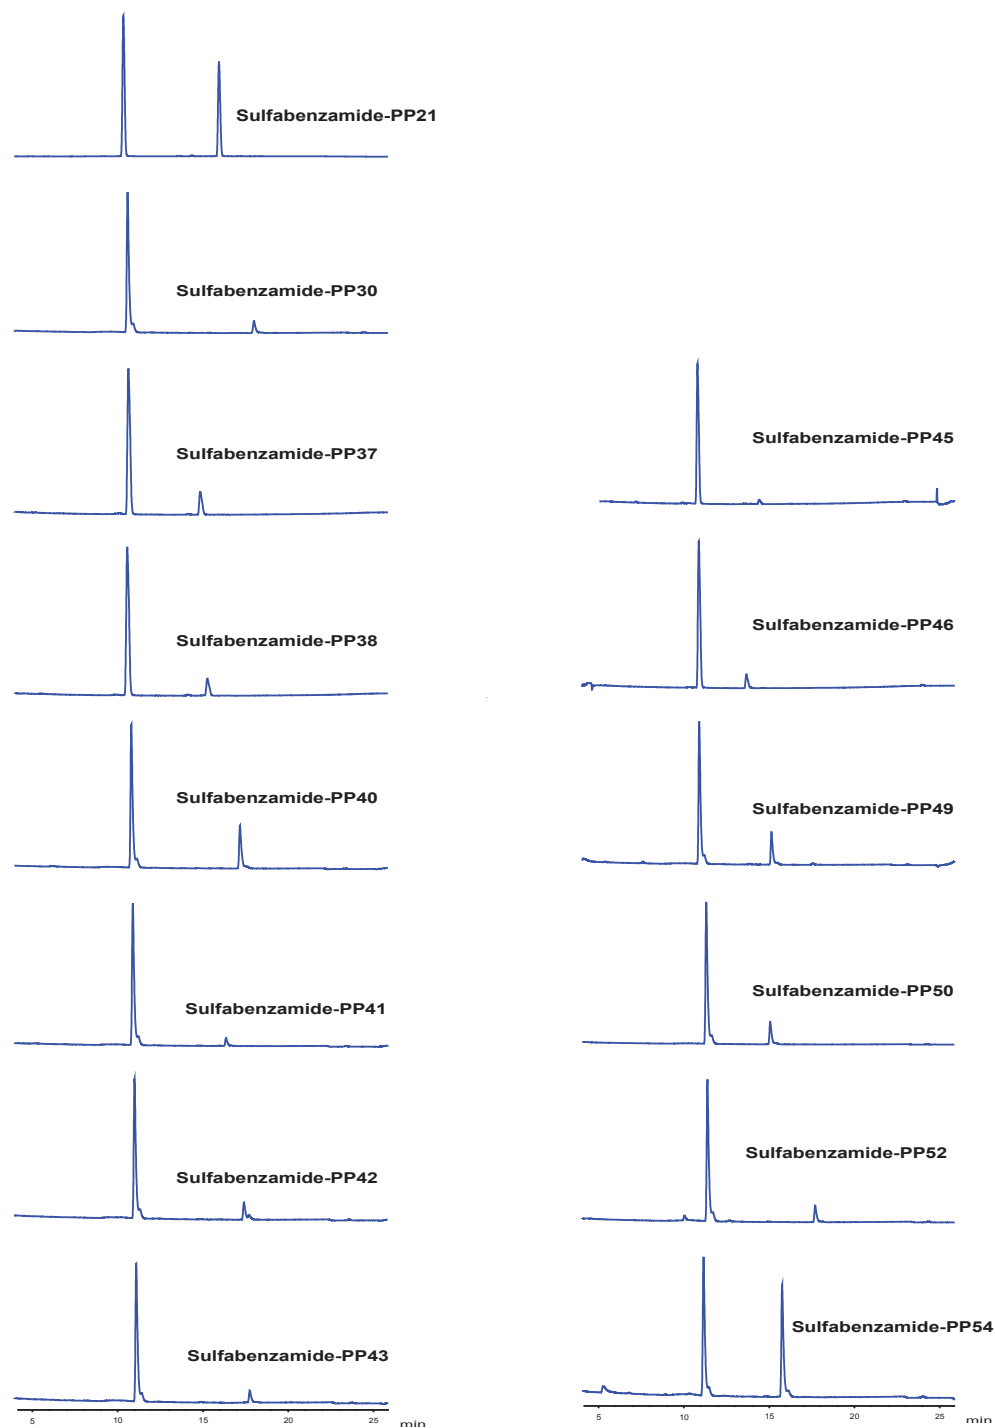 Sulfabenzamide-PP21
Sulfabenzamide-PP30
Sulfabenzamide-PP37
Sulfabenzamide-PP38
Sulfabenzamide-PP40
Sulfabenzamide-PP41
Sulfabenzamide-PP42
Sulfabenzamide-PP43
5 10 15 20 25 min
Sulfabenzamide-PP45
Sulfabenzamide-PP46
Sulfabenzamide-PP49
Sulfabenzamide-PP50
Sulfabenzamide-PP52
Sulfabenzamide-PP54
5 10 15 20 25 min